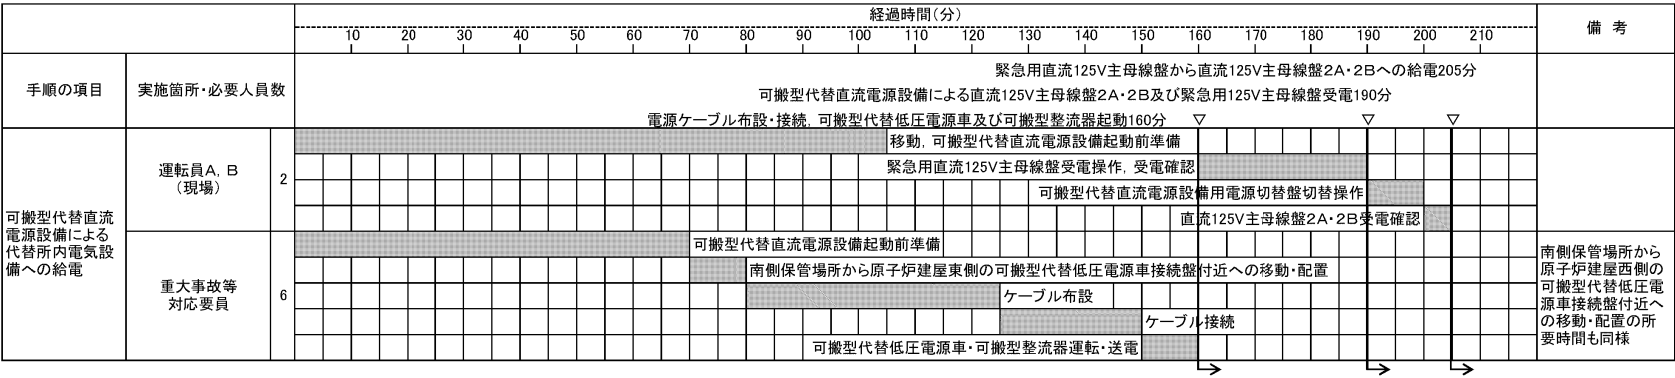 経過時間(分)
備 考
10 20 30 40 50 60 70 80 90 100 110 120 130 140 150 160 170 180 190 200 210
手順の項目
実施箇所・必要人員数
緊急用直流125V主母線盤から直流125V主母線盤2A・2Bへの給電205分
可搬型代替直流電源設備による直流125V主母線盤2A・2B及び緊急用125V主母線盤受電190分
電源ケーブル布設・接続,可搬型代替低圧電源車及び可搬型整流器起動160分
▽ ▽ ▽
可搬型代替直流
電源設備による
代替所内電気設
備への給電
運転員A,B
(現場)
2
移動,可搬型代替直流電源設備起動前準備
緊急用直流125V主母線盤受電操作,受電確認
可搬型代替直流電源設備用電源切替盤切替操作
直流125V主母線盤2A・2B受電確認
重大事故等
対応要員
6
可搬型代替直流電源設備起動前準備
南側保管場所から原子炉建屋東側の可搬型代替低圧電源車接続盤付近への移動・配置
ケーブル布設
ケーブル接続
可搬型代替低圧電源車・可搬型整流器運転・送電
南側保管場所から
原子炉建屋西側の
可搬型代替低圧電
源車接続盤付近へ
の移動・配置の所
要時間も同様